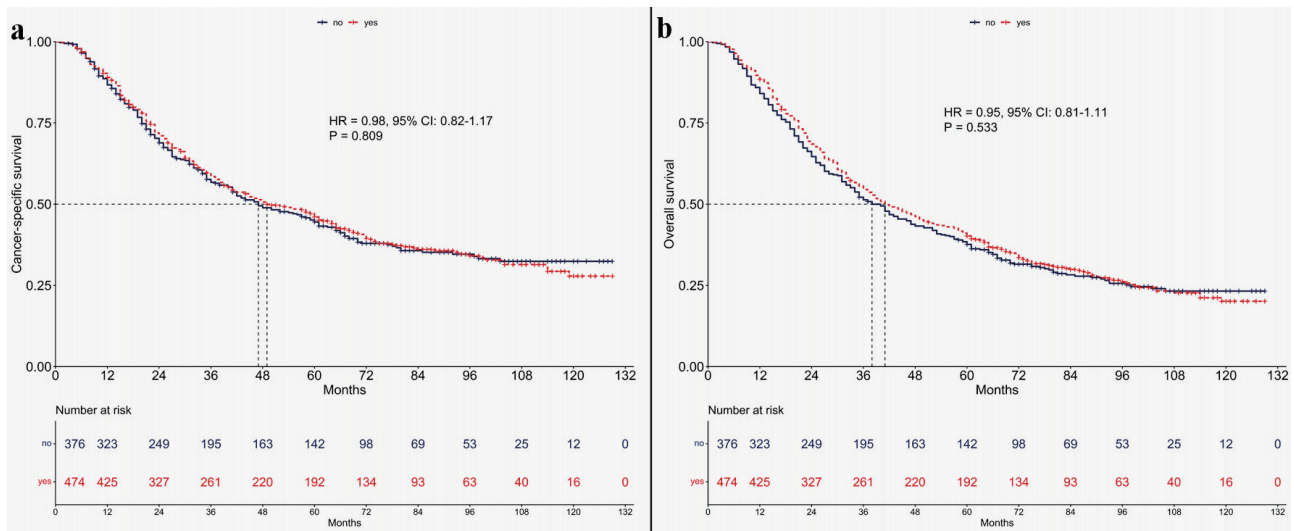 a
no yes
1.00
0.75
0.50
0.25
0.00
Cancer-specific survival
HR = 0.98, 95% CI: 0.82-1.17
P = 0.809
0 12 24 36 48 60 72 84 96 108 120 132
Months
Number at risk
no 376 323 249 195 163 142 98 69 53 25 12 0
yes 474 425 327 261 220 192 134 93 63 40 16 0
0 12 24 36 48 60 72 84 96 108 120 132
Months
b
no yes
1.00
0.75
0.50
0.25
0.00
Overall survival
HR = 0.95, 95% CI: 0.81-1.11
P = 0.533
0 12 24 36 48 60 72 84 96 108 120 132
Months
Number at risk
no 376 323 249 195 163 142 98 69 53 25 12 0
yes 474 425 327 261 220 192 134 93 63 40 16 0
0 12 24 36 48 60 72 84 96 108 120 132
Months